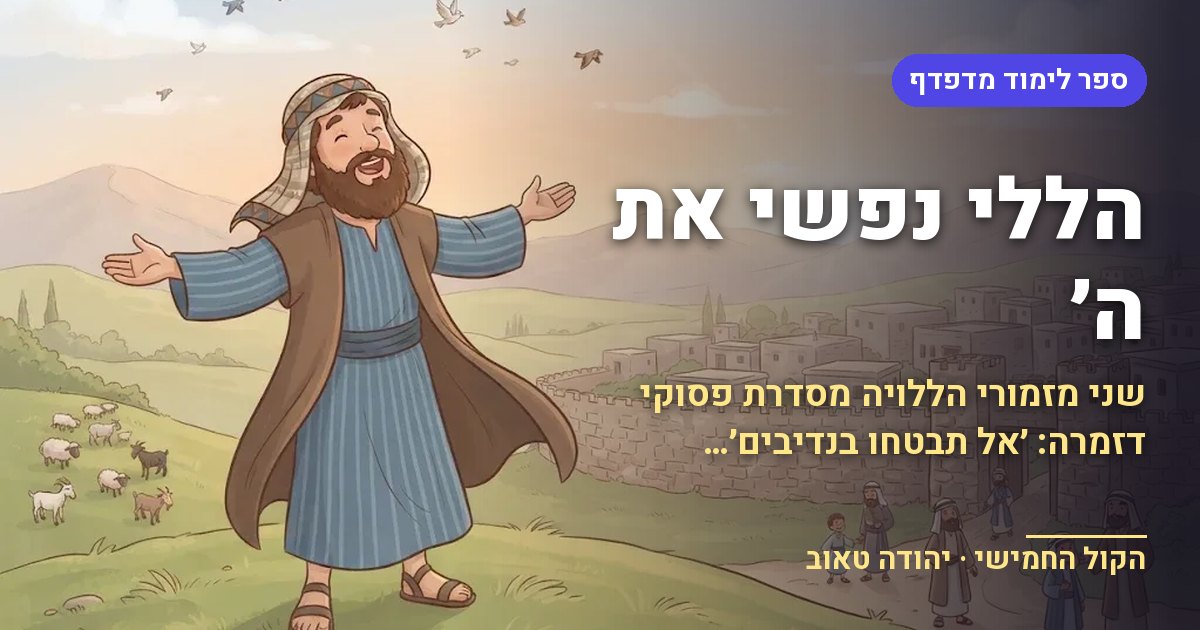 ספר לימוד מדפדף
הללי נפשי את
ה׳
שני מזמורי הללויה מסדרת פסוקי
דזמרה: ׳אל תבטחו בנדיבים׳...
הקול החמישי · יהודה טאוב